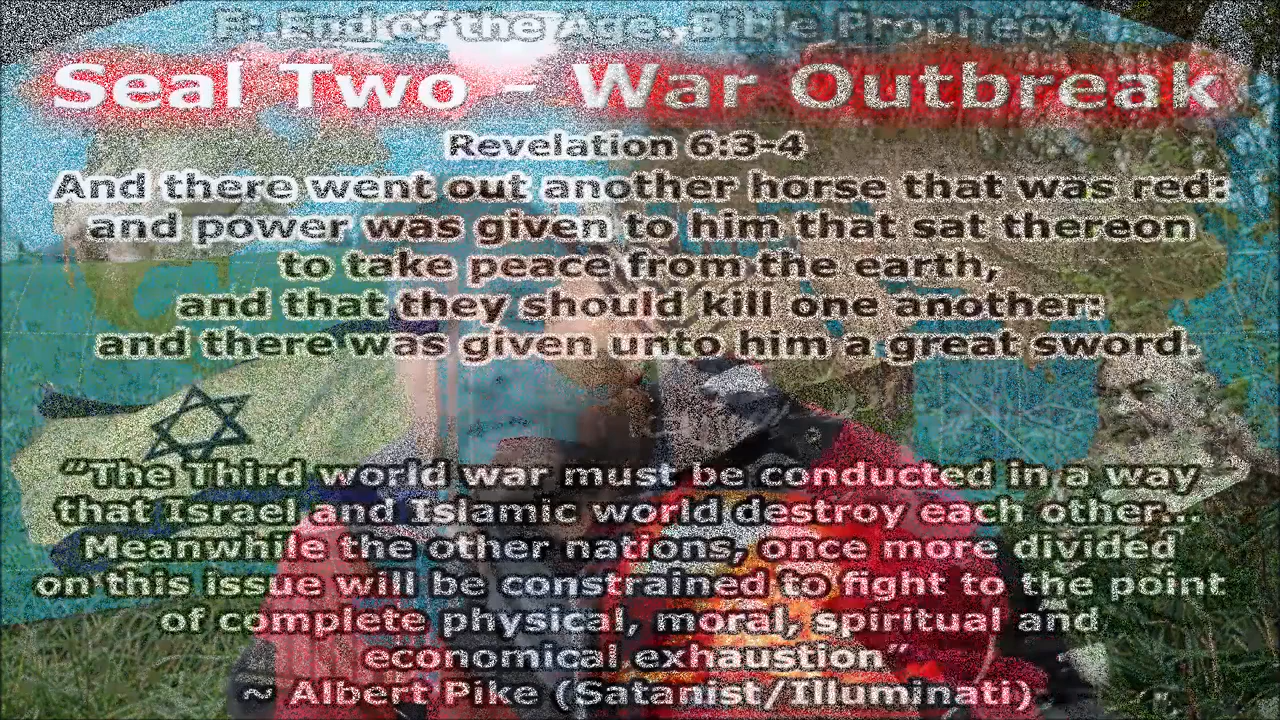 E: End of the Age. Bible Prophecy
Seal Two - War Outbreak
Revelation 6:3-4
And there went out another horse that was red:
and power was given to him that sat thereon
to take peace from the earth,
and that they should kill one another:
and there was given unto him a great sword.
“The Third world war must be conducted in a way
that Israel and Islamic world destroy each other...
Meanwhile the other nations, once more divided
on this issue will be constrained to fight to the point
of complete physical, moral, spiritual and
economical exhaustion”
~ Albert Pike (Satanist/Illuminati)